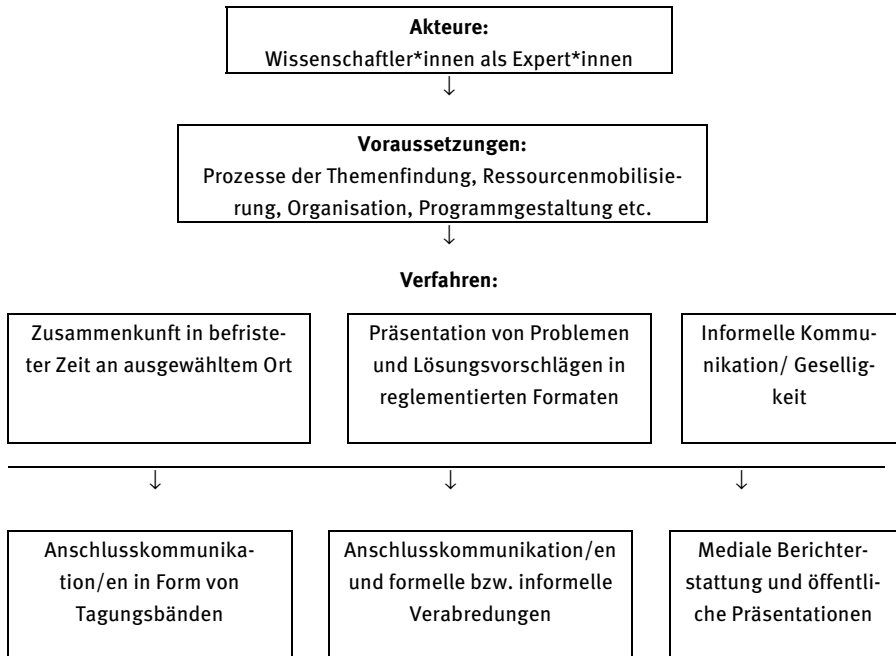 Akteure:
Wissenschaftler*innen als Expert*innen
↓
Voraussetzungen:
Prozesse der Themenfindung, Ressourcenmobilisie-
rung, Organisation, Programmgestaltung etc.
↓
Verfahren:
Zusammenkunft in befriste-
ter Zeit an ausgewähltem Ort
Präsentation von Problemen
und Lösungsvorschlägen in
reglementierten Formaten
Informelle Kommu-
nikation/ Gesellig-
keit
↓ ↓ ↓
Anschlusskommunika-
tion/en in Form von
Tagungsbänden
Anschlusskommunikation/en
und formelle bzw. informelle
Verabredungen
Mediale Berichter-
stattung und öffentli-
che Präsentationen